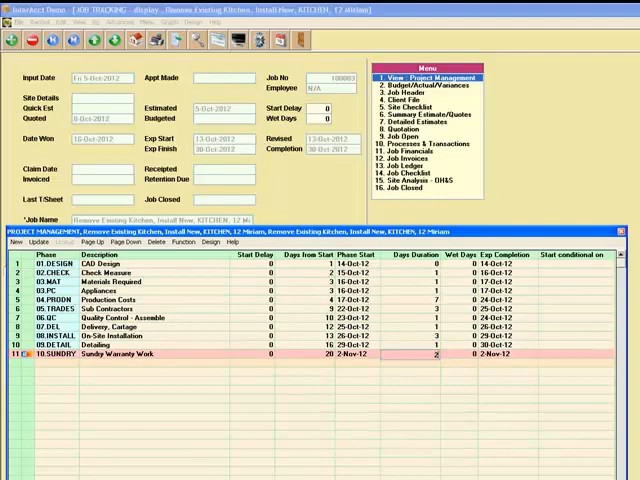 InterAcct Demo - [JOB TRACKING - display , Remove Existing Kitchen, Install New, KITCHEN, 12 Miriam]
File Record Edit By Advances Menu Graphs Design Help
Input Date Fri 5-Oct-2012 Appt Made Job No 100083
Employee N/A
Site Details
Quick Est Estimated 5-Oct-2012 Start Delay 0
Quoted 8-Oct-2012 Budgeted Wet Days 0
Date Won 16-Oct-2012 Exp Start 13-Oct-2012 Revised 13-Oct-2012
Exp Finish 30-Oct-2012 Completion 30-Oct-2012
Claim Date Receipted
Invoiced Retention Due
Last T/Sheet Job Closed
*Job Name Remove Existing Kitchen, Install New, KITCHEN, 12 Mi
Menu
1. View : Project Management
2. Budget/Actual/Variances
3. Job Header
4. Client File
5. Site Checklist
6. Summary Estimate/Quotes
7. Detailed Estimates
8. Quotation
9. Job Open
10. Processes & Transactions
11. Job Financials
12. Job Invoices
13. Job Ledger
14. Job Checklist
15. Site Analysis - OH&S
16. Job Closed
PROJECT MANAGEMENT, Remove Existing Kitchen, Install New, KITCHEN, 12 Miriam, Remove Existing Kitchen, Install New, KITCHEN, 12 Miriam
New Update Lookup Page Up Page Down Delete Function Design Help
Phase Description Start Delay Days from Start Phase Start Days Duration Wet Days Exp Completion Start conditional on
1 01.DESIGN CAD Design 0 1 14-Oct-12 0 0 14-Oct-12
2 02.CHECK Check Measure 0 2 15-Oct-12 1 0 16-Oct-12
3 03.MAT Materials Required 0 3 16-Oct-12 1 0 17-Oct-12
4 03.PC Appliances 0 3 16-Oct-12 1 0 17-Oct-12
5 04.PRODN Production Costs 0 4 17-Oct-12 7 0 24-Oct-12
6 05.TRADES Sub Contractors 0 9 22-Oct-12 3 0 25-Oct-12
7 06.QC Quality Control - Assemble 0 10 23-Oct-12 1 0 24-Oct-12
8 07.DEL Delivery, Cartage 0 12 25-Oct-12 1 0 26-Oct-12
9 08.INSTALL On-Site Installation 0 13 26-Oct-12 3 0 29-Oct-12
10 09.DETAIL Detailing 0 16 29-Oct-12 1 0 30-Oct-12
11 10.SUNDRY Sundry Warranty Work 0 20 2-Nov-12 2 0 2-Nov-12